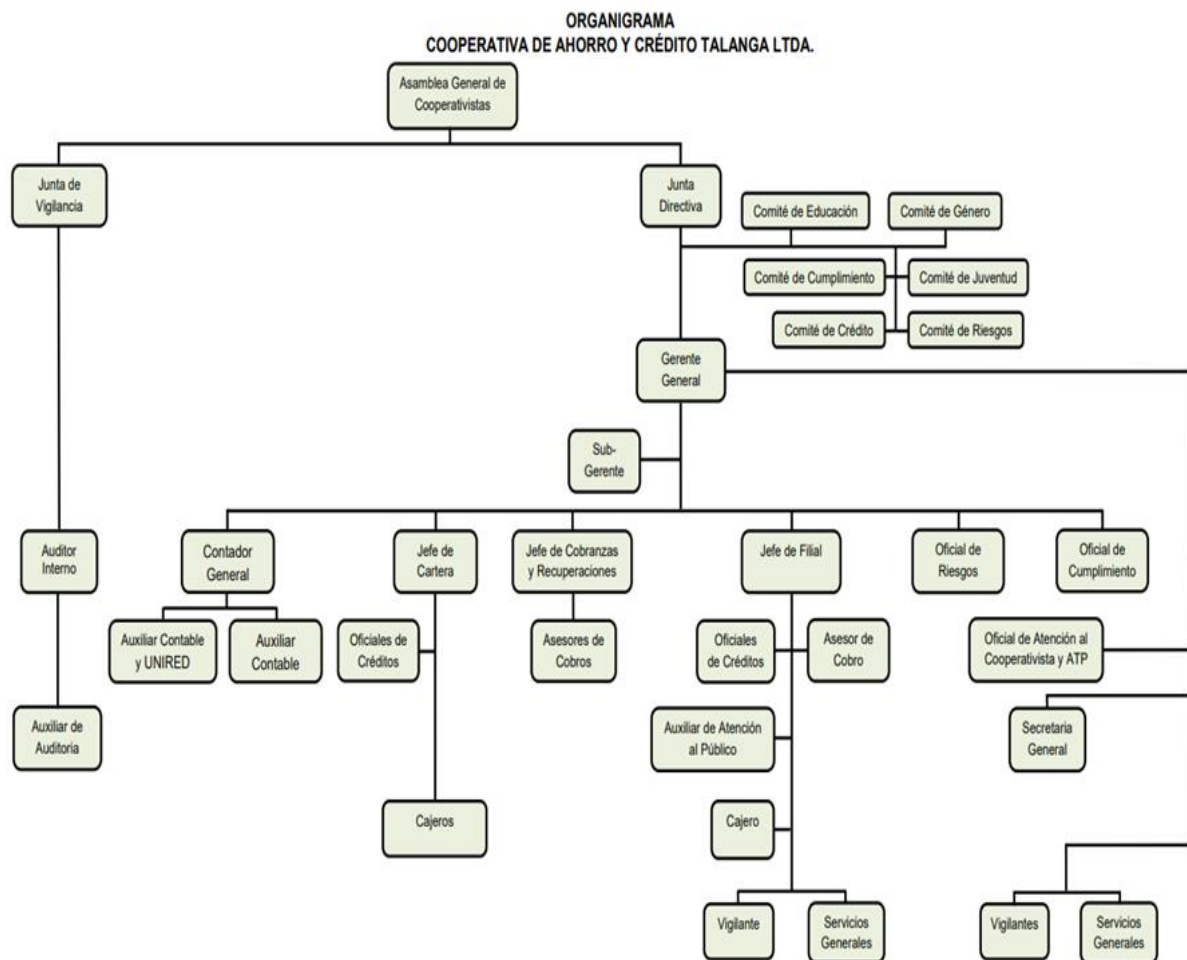 ORGANIGRAMA
COOPERATIVA DE AHORRO Y CRÉDITO TALANGA LTDA.
Asamblea General de
Cooperativistas
Junta de
Vigilancia
Junta
Directiva
Comité de Educación
Comité de Género
Comité de Cumplimiento
Comité de Juventud
Comité de Crédito
Comité de Riesgos
Gerente
General
Sub-
Gerente
Auditor
Interno
Contador
General
Jefe de
Cartera
Jefe de Cobranzas
y Recuperaciones
Jefe de Filial
Oficial de
Riesgos
Oficial de
Cumplimiento
Auxiliar Contable
y UNIRED
Auxiliar
Contable
Oficiales de
Créditos
Asesores de
Cobros
Oficiales
de Créditos
Asesor de
Cobro
Oficial de Atención al
Cooperativista y ATP
Auxiliar de
Auditoria
Auxiliar de Atención
al Público
Secretaria
General
Cajeros
Cajero
Vigilante
Servicios
Generales
Vigilantes
Servicios
Generales